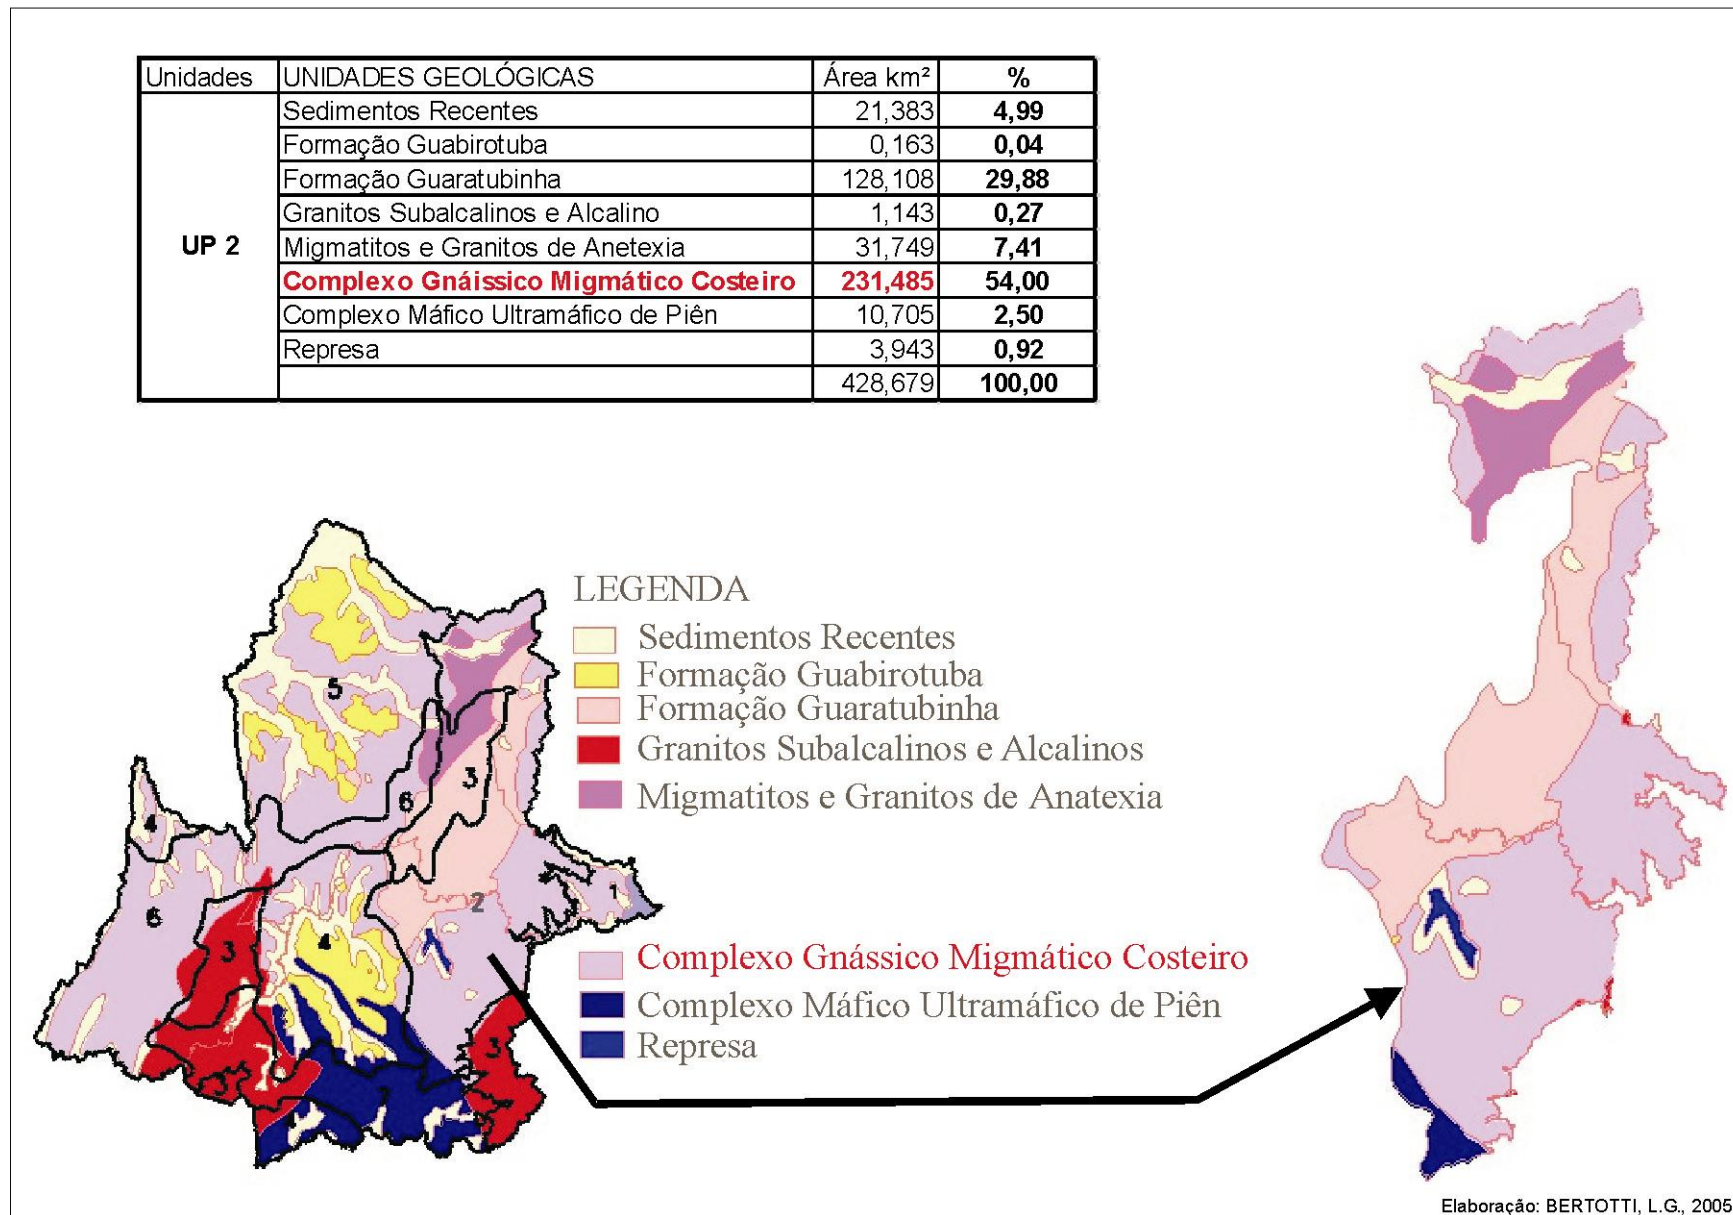 Unidades UNIDADES GEOLÓGICAS Área km² %
Sedimentos Recentes 21,383 4,99
Formação Guabirotuba 0,163 0,04
Formação Guaratubinha 128,108 29,88
Granitos Subalcalinos e Alcalino 1,143 0,27
UP 2 Migmatitos e Granitos de Anetexia 31,749 7,41
Complexo Gnáissico Migmático Costeiro 231,485 54,00
Complexo Máfico Ultramáfico de Piên 10,705 2,50
Represa 3,943 0,92
428,679 100,00
LEGENDA
Sedimentos Recentes
Formação Guabirotuba
Formação Guaratubinha
Granitos Subalcalinos e Alcalinos
Migmatitos e Granitos de Anatexia
Complexo Gnássico Migmático Costeiro
Complexo Máfico Ultramáfico de Piên
Represa
5
3
6
4
6
3
4
2
1
3
Elaboração: BERTOTTI, L.G., 2005